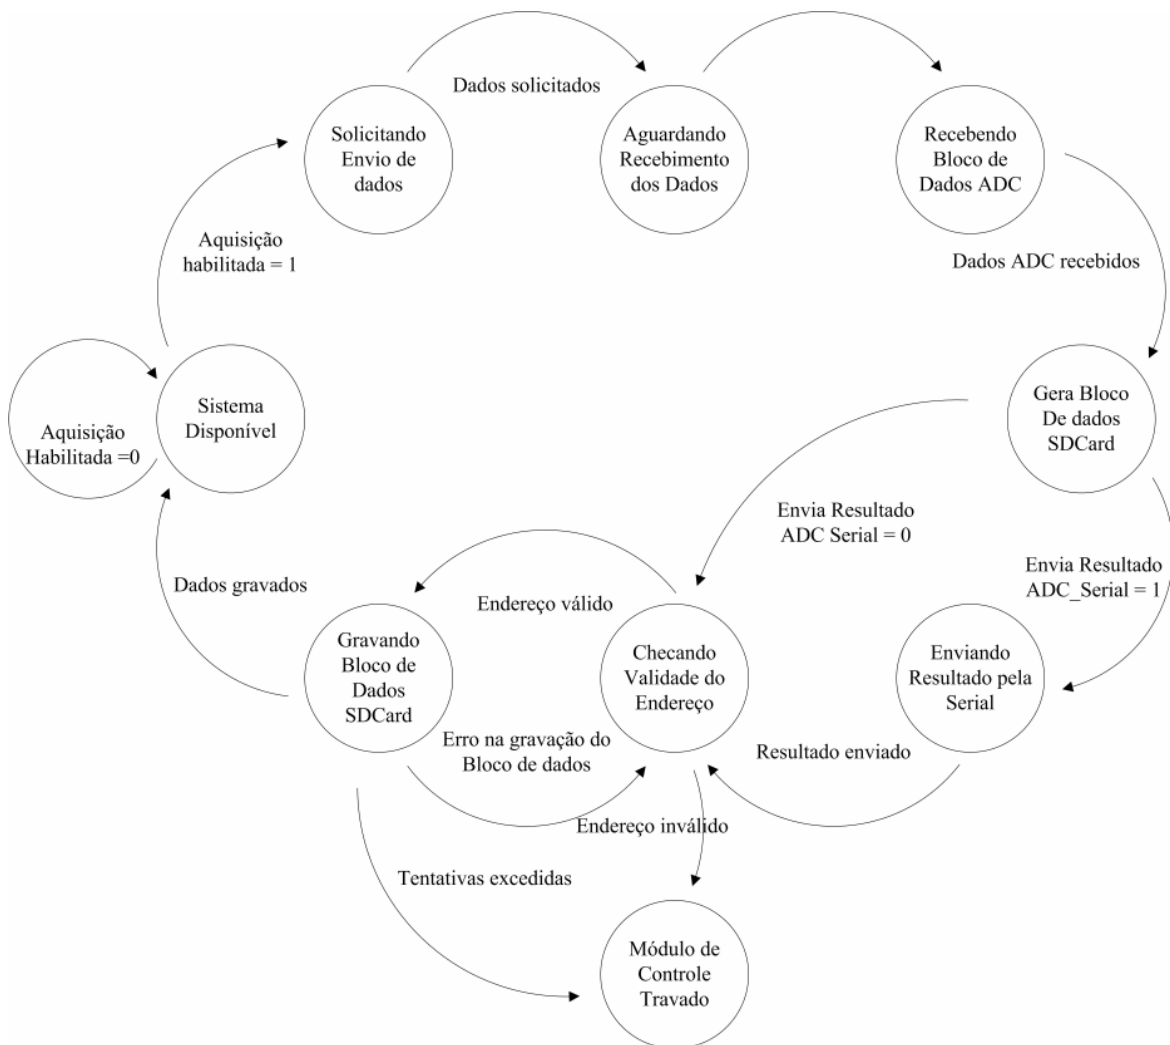 Dados solicitados
Solicitando
Envio de
dados
Aguardando
Recebimento
dos Dados
Recebendo
Bloco de
Dados ADC
Aquisição
habilitada = 1
Dados ADC recebidos
Sistema
Disponível
Aquisição
Habilitada =0
Gera Bloco
De dados
SDCard
Envia Resultado
ADC Serial = 0
Envia Resultado
ADC_Serial = 1
Dados gravados
Endereço válido
Gravando
Bloco de
Dados
SDCard
Checando
Validade do
Endereço
Enviando
Resultado pela
Serial
Erro na gravação do
Bloco de dados
Resultado enviado
Endereço inválido
Tentativas excedidas
Módulo de
Controle
Travado